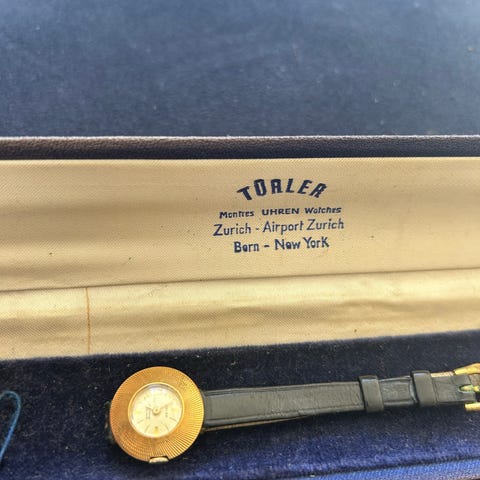 TÜRLER
Montres UHREN Watches
Zurich - Airport Zurich
Bern - New York